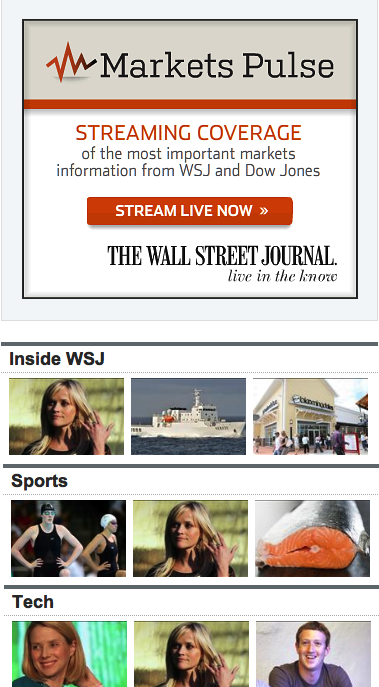 Markets Pulse
STREAMING COVERAGE
of the most important markets
information from WSJ and Dow Jones
STREAM LIVE NOW »
THE WALL STREET JOURNAL.
live in the know
Inside WSJ
Sports
Tech